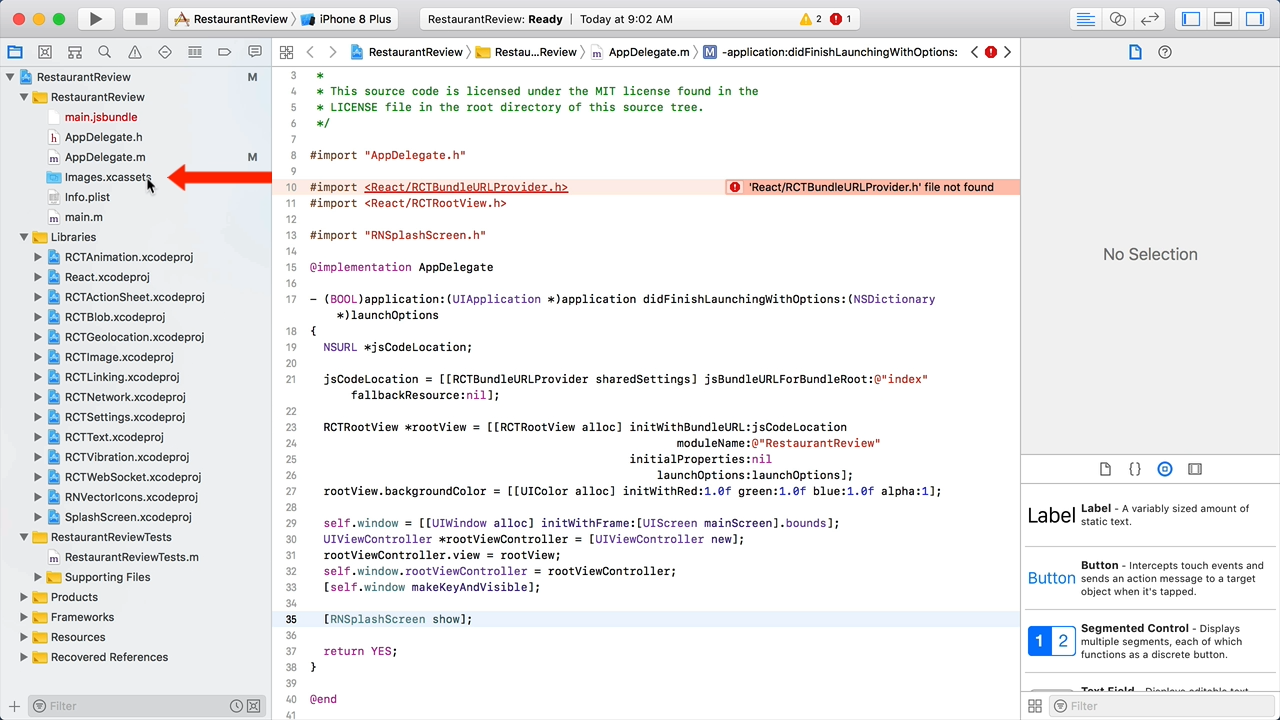 RestaurantReview
iPhone 8 Plus
RestaurantReview: Ready | Today at 9:02 AM
2
1
RestaurantReview
Restau...Review
AppDelegate.m
M
-application:didFinishLaunchingWithOptions:
RestaurantReview
M
RestaurantReview
main.jsbundle
h
AppDelegate.h
m
AppDelegate.m
M
Images.xcassets
Info.plist
m
main.m
Libraries
RCTAnimation.xcodeproj
React.xcodeproj
RCTActionSheet.xcodeproj
RCTBlob.xcodeproj
RCTGeolocation.xcodeproj
RCTImage.xcodeproj
RCTLinking.xcodeproj
RCTNetwork.xcodeproj
RCTSettings.xcodeproj
RCTText.xcodeproj
RCTVibration.xcodeproj
RCTWebSocket.xcodeproj
RNVectorIcons.xcodeproj
SplashScreen.xcodeproj
RestaurantReviewTests
m
RestaurantReviewTests.m
Supporting Files
Products
Frameworks
Resources
Recovered References
Filter
3 *
4 * This source code is licensed under the MIT license found in the
5 * LICENSE file in the root directory of this source tree.
6 */
7
8 #import "AppDelegate.h"
9
10 #import <React/RCTBundleURLProvider.h>
'React/RCTBundleURLProvider.h' file not found
11 #import <React/RCTRootView.h>
12
13 #import "RNSplashScreen.h"
14
15 @implementation AppDelegate
16
17 - (BOOL)application:(UIApplication *)application didFinishLaunchingWithOptions:(NSDictionary
*)launchOptions
18 {
19 NSURL *jsCodeLocation;
20
21 jsCodeLocation = [[RCTBundleURLProvider sharedSettings] jsBundleURLForBundleRoot:@"index"
fallbackResource:nil];
22
23 RCTRootView *rootView = [[RCTRootView alloc] initWithBundleURL:jsCodeLocation
24 moduleName:@"RestaurantReview"
25 initialProperties:nil
26 launchOptions:launchOptions];
27 rootView.backgroundColor = [[UIColor alloc] initWithRed:1.0f green:1.0f blue:1.0f alpha:1];
28
29 self.window = [[UIWindow alloc] initWithFrame:[UIScreen mainScreen].bounds];
30 UIViewController *rootViewController = [UIViewController new];
31 rootViewController.view = rootView;
32 self.window.rootViewController = rootViewController;
33 [self.window makeKeyAndVisible];
34
35 [RNSplashScreen show];
36
37 return YES;
38 }
39
40 @end
41
No Selection
{}
Label
Label - A variably sized amount of
static text.
Button
Button - Intercepts touch events and
sends an action message to a target
object when it's tapped.
1 2
Segmented Control - Displays
multiple segments, each of which
functions as a discrete button.
Text Field - Displays editable text
Filter